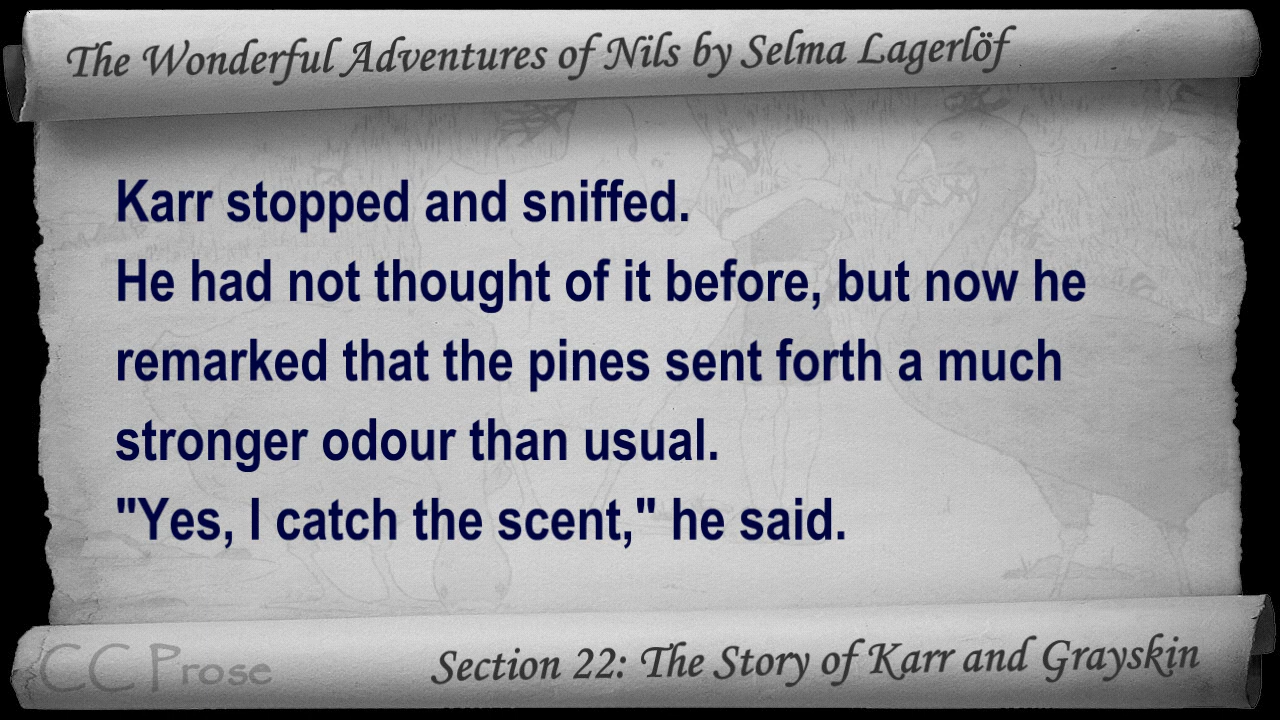 The Wonderful Adventures of Nils by Selma Lagerlöf
Karr stopped and sniffed.
He had not thought of it before, but now he
remarked that the pines sent forth a much
stronger odour than usual.
"Yes, I catch the scent," he said.
CC Prose
Section 22: The Story of Karr and Grayskin